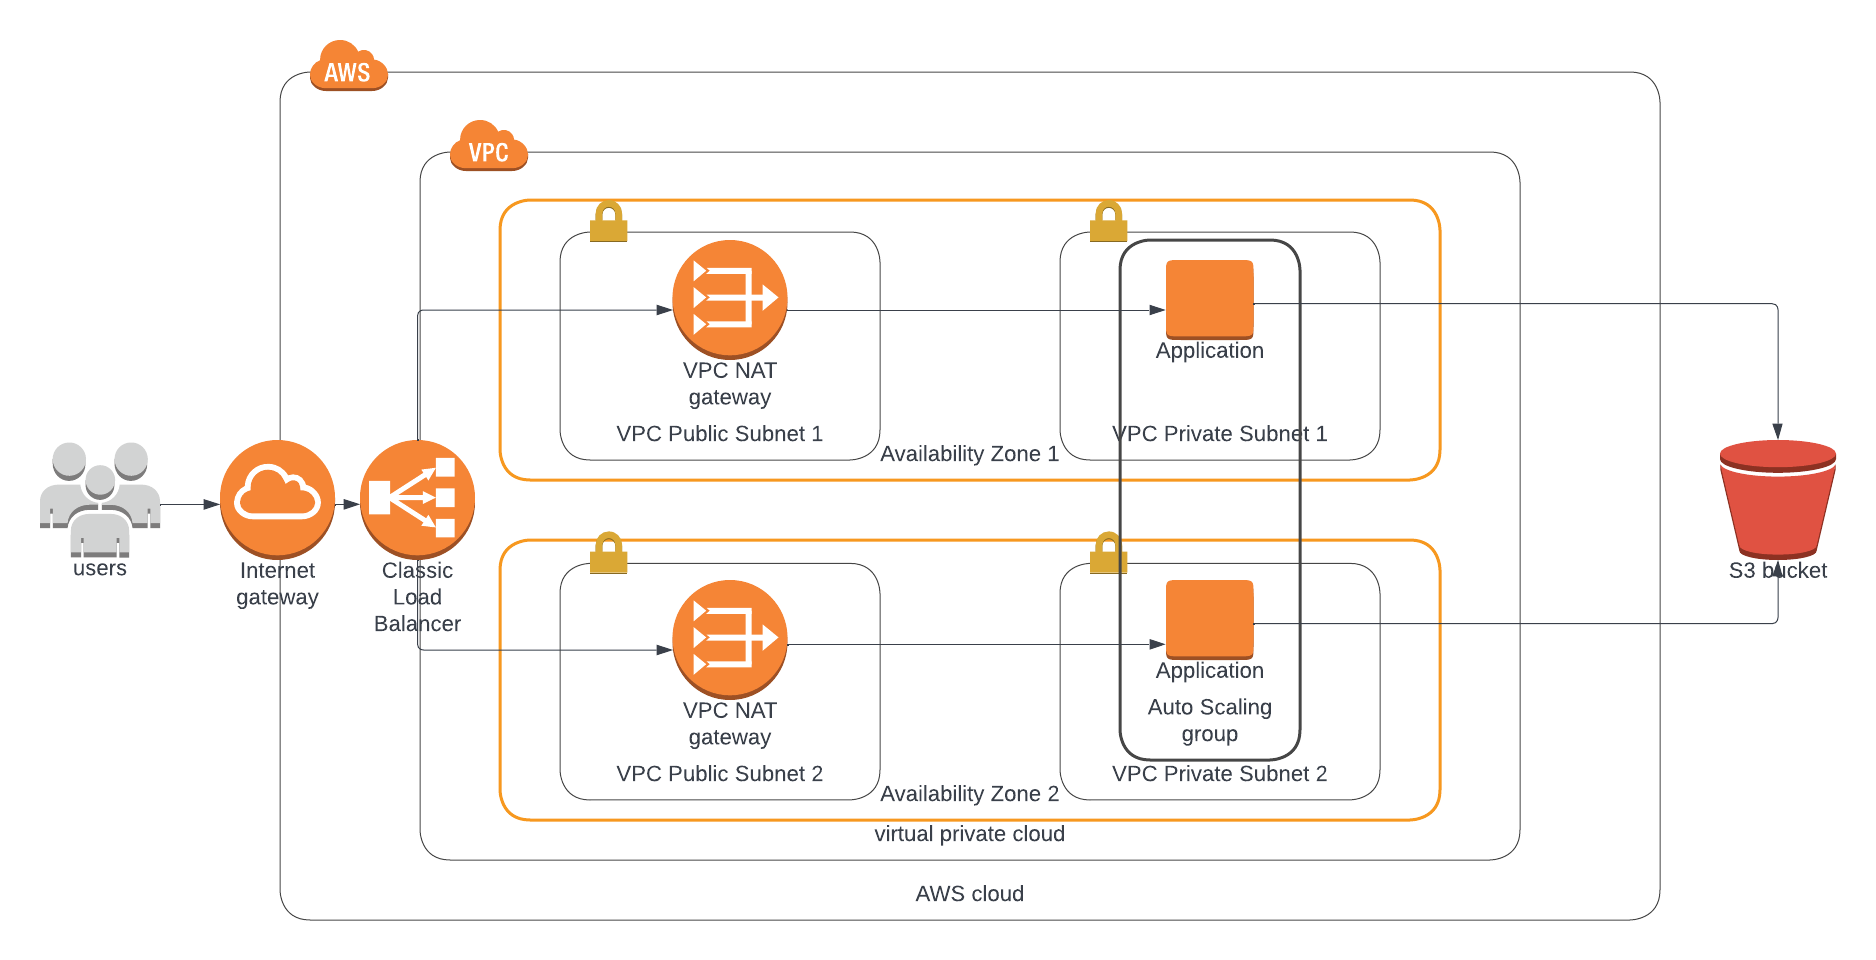 AWS
VPC
VPC NAT
gateway
VPC Public Subnet 1
Application
VPC Private Subnet 1
Availability Zone 1
users
Internet
gateway
Classic
Load
Balancer
S3 bucket
VPC NAT
gateway
VPC Public Subnet 2
Application
Auto Scaling
group
VPC Private Subnet 2
Availability Zone 2
virtual private cloud
AWS cloud